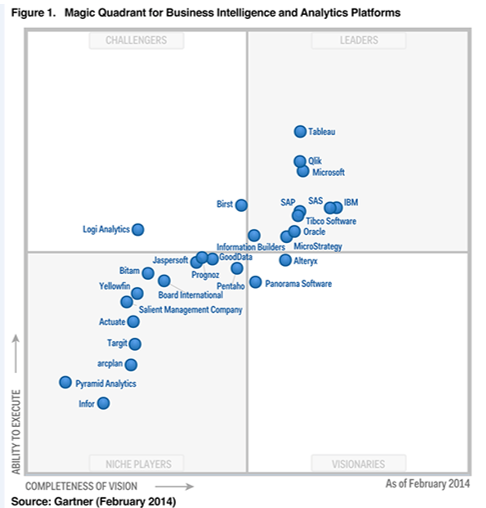 Figure 1. Magic Quadrant for Business Intelligence and Analytics Platforms
CHALLENGERS
LEADERS
Tableau
Qlik
Microsoft
Birst
SAP
SAS
IBM
Tibco Software
Logi Analytics
Oracle
Information Builders
MicroStrategy
Jaspersoft
GoodData
Alteryx
Bitam
Prognoz
Yellowfin
Board International
Pentaho
Panorama Software
Salient Management Company
Actuate
Targit
arcplan
Pyramid Analytics
Infor
NICHE PLAYERS
VISIONARIES
ABILITY TO EXECUTE
COMPLETENESS OF VISION
As of February 2014
Source: Gartner (February 2014)